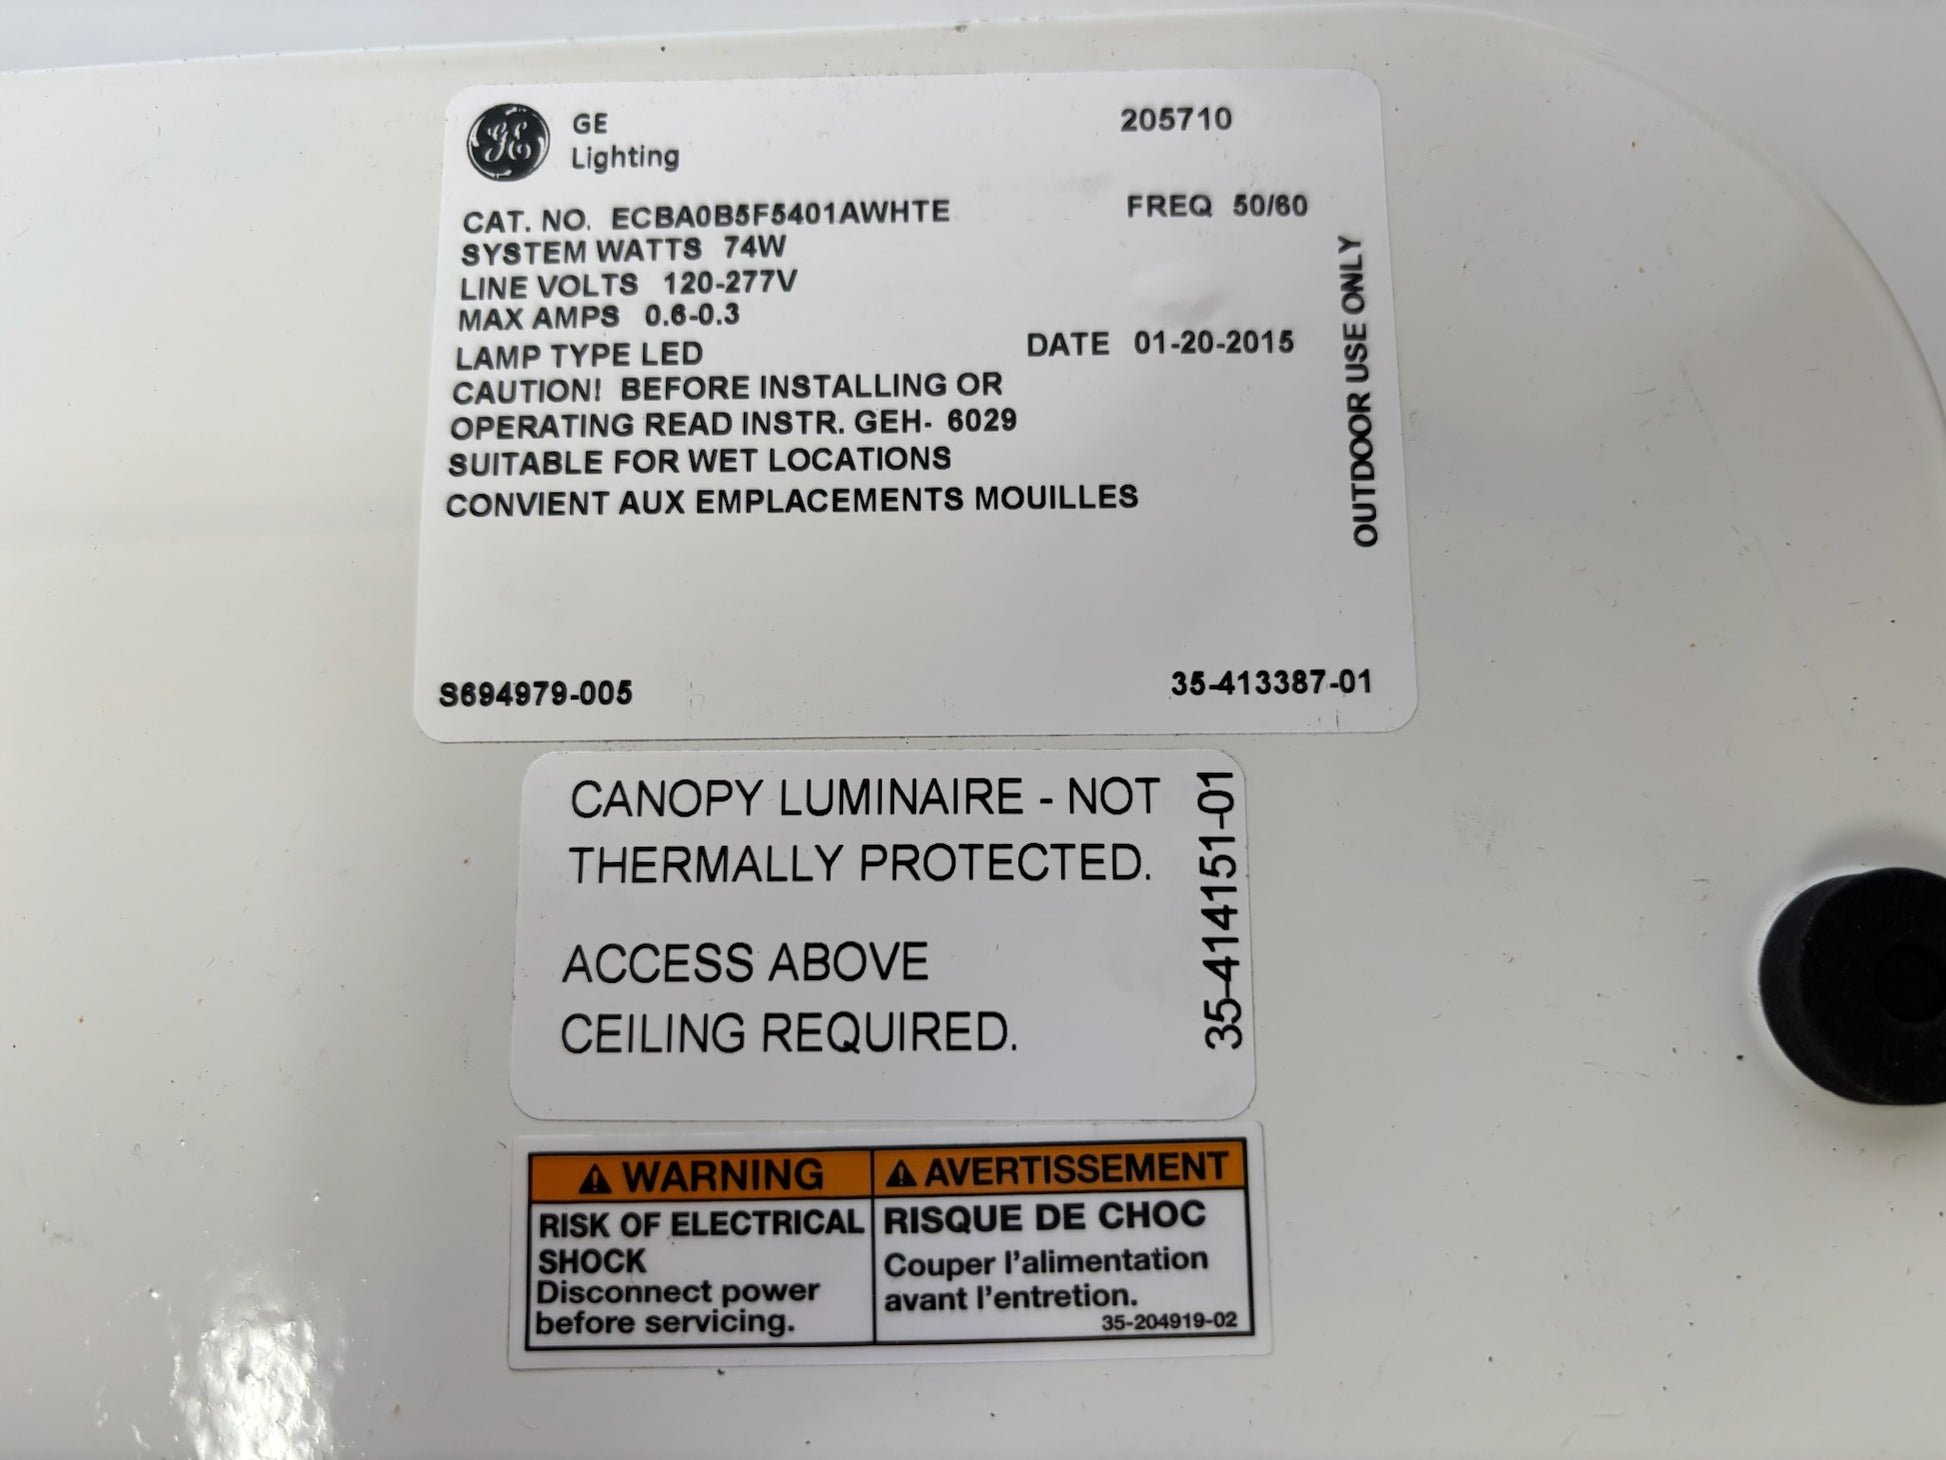 GE
Lighting
205710
CAT. NO. ECBA0B5F5401AWHTE
FREQ 50/60
SYSTEM WATTS 74W
LINE VOLTS 120-277V
MAX AMPS 0.6-0.3
LAMP TYPE LED
DATE 01-20-2015
CAUTION! BEFORE INSTALLING OR
OPERATING READ INSTR. GEH- 6029
SUITABLE FOR WET LOCATIONS
CONVIENT AUX EMPLACEMENTS MOUILLES
OUTDOOR USE ONLY
S694979-005
35-413387-01
CANOPY LUMINAIRE - NOT
THERMALLY PROTECTED.
ACCESS ABOVE
CEILING REQUIRED.
35-414151-01
WARNING
RISK OF ELECTRICAL
SHOCK
Disconnect power
before servicing.
AVERTISSEMENT
RISQUE DE CHOC
Couper l'alimentation
avant l'entretion.
35-204919-02